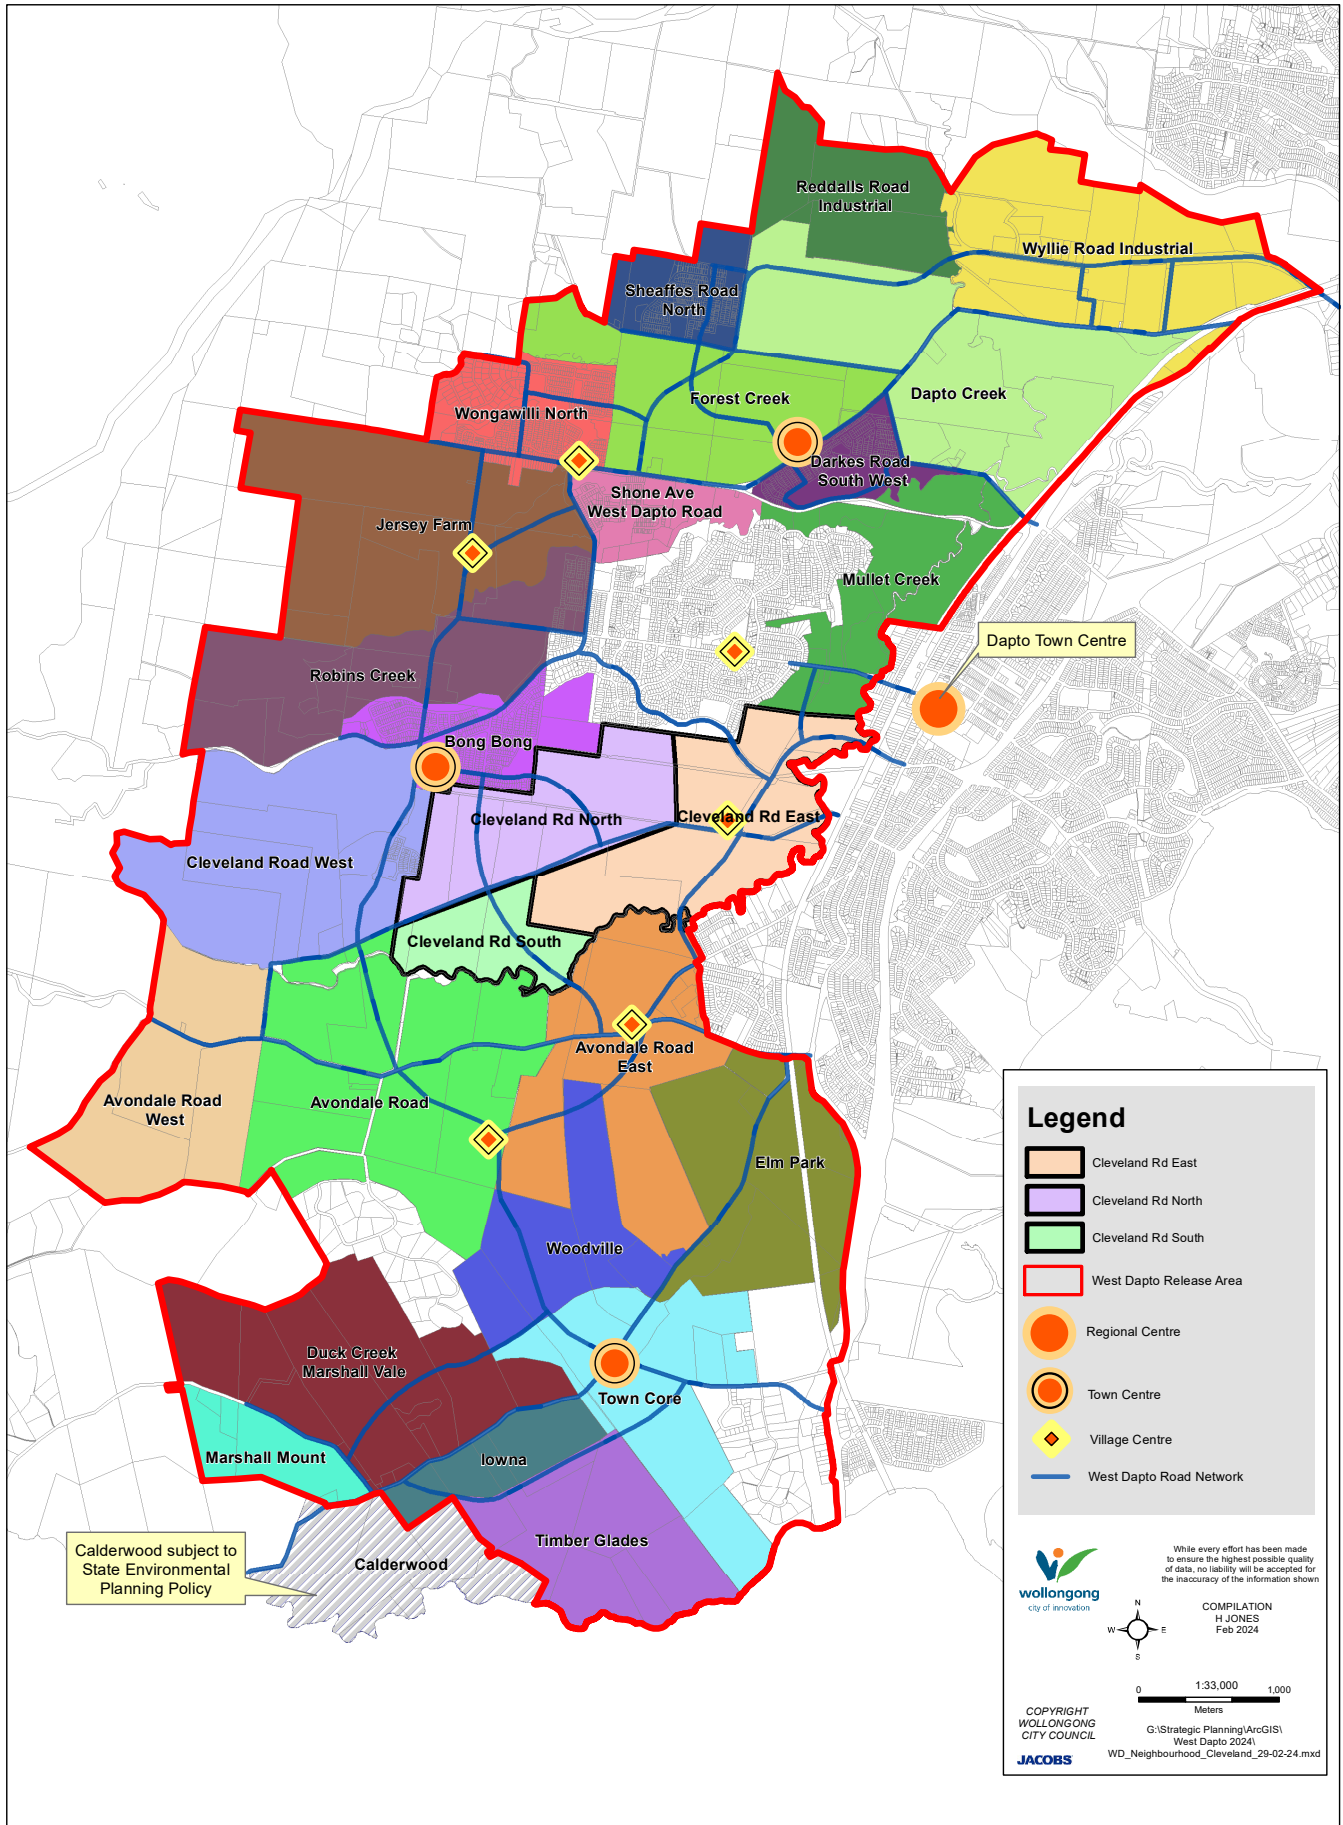 Reddalls Road
Industrial
Wyllie Road Industrial
Sheaffes Road
North
Forest Creek
Dapto Creek
Wongawilli North
Darkes Road
South West
Shone Ave
West Dapto Road
Jersey Farm
Mullet Creek
Dapto Town Centre
Robins Creek
Bong Bong
Cleveland Rd North
Cleveland Rd East
Cleveland Road West
Cleveland Rd South
Avondale Road
East
Avondale Road
West
Avondale Road
Elm Park
Woodville
Duck Creek
Marshall Vale
Town Core
Marshall Mount
Iowna
Timber Glades
Calderwood
Calderwood subject to
State Environmental
Planning Policy
Legend
Cleveland Rd East
Cleveland Rd North
Cleveland Rd South
West Dapto Release Area
Regional Centre
Town Centre
Village Centre
West Dapto Road Network
wollongong
city of innovation
While every effort has been made
to ensure the highest possible quality
of data, no liability will be accepted for
the inaccuracy of the information shown
N
W
E
S
COMPILATION
H JONES
Feb 2024
1:33,000
0
1,000
Meters
COPYRIGHT
WOLLONGONG
CITY COUNCIL
G:\Strategic Planning\ArcGIS\
West Dapto 2024\
WD_Neighbourhood_Cleveland_29-02-24.mxd
JACOBS